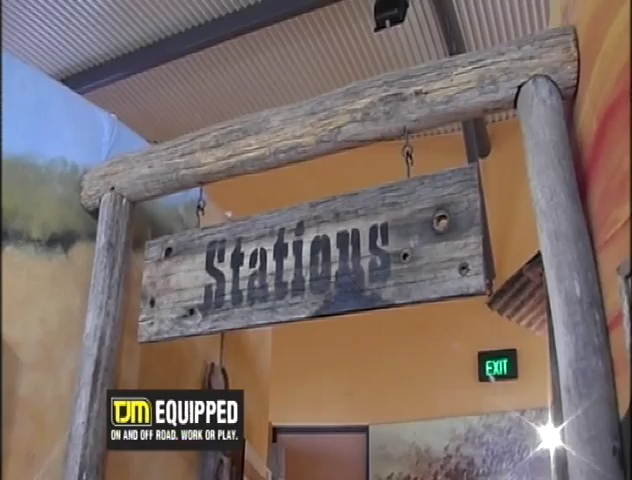 Stations
EXIT
TJM EQUIPPED
ON AND OFF ROAD. WORK OR PLAY.